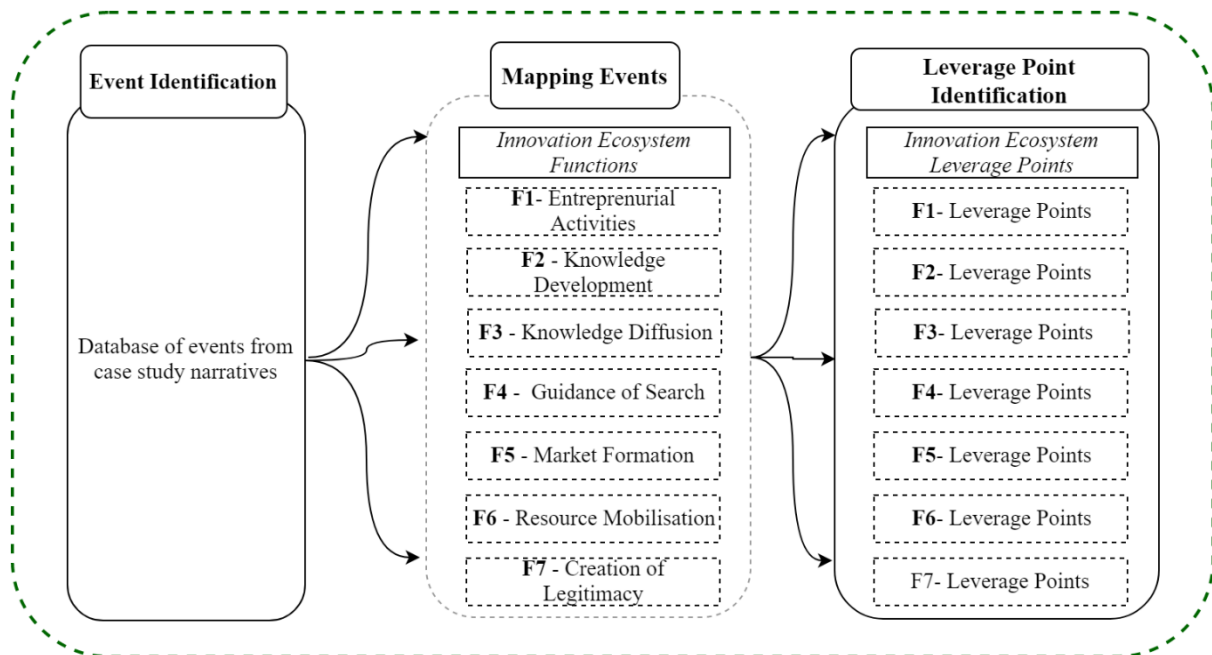 Event Identification
Database of events from
case study narratives
Mapping Events
Innovation Ecosystem
Functions
F1- Entreprenurial
Activities
F2 - Knowledge
Development
F3 - Knowledge Diffusion
F4 - Guidance of Search
F5 - Market Formation
F6 - Resource Mobilisation
F7 - Creation of
Legitimacy
Leverage Point
Identification
Innovation Ecosystem
Leverage Points
F1- Leverage Points
F2- Leverage Points
F3- Leverage Points
F4- Leverage Points
F5- Leverage Points
F6- Leverage Points
F7- Leverage Points